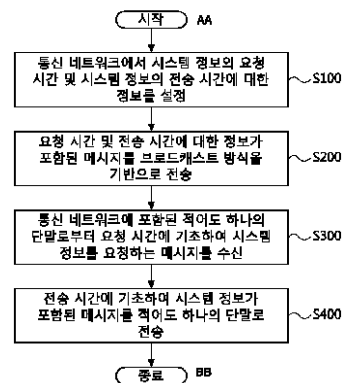 시작 AA
통신 네트워크에서 시스템 정보의 요청
시간 및 시스템 정보의 전송 시간에 대한
정보를 설정
S100
요청 시간 및 전송 시간에 대한 정보가
포함된 메시지를 브로드캐스트 방식을
기반으로 전송
S200
통신 네트워크에 포함된 적어도 하나의
단말로부터 요청 시간에 기초하여 시스템
정보를 요청하는 메시지를 수신
S300
전송 시간에 기초하여 시스템 정보가
포함된 메시지를 적어도 하나의 단말로
전송
S400
종료 BB